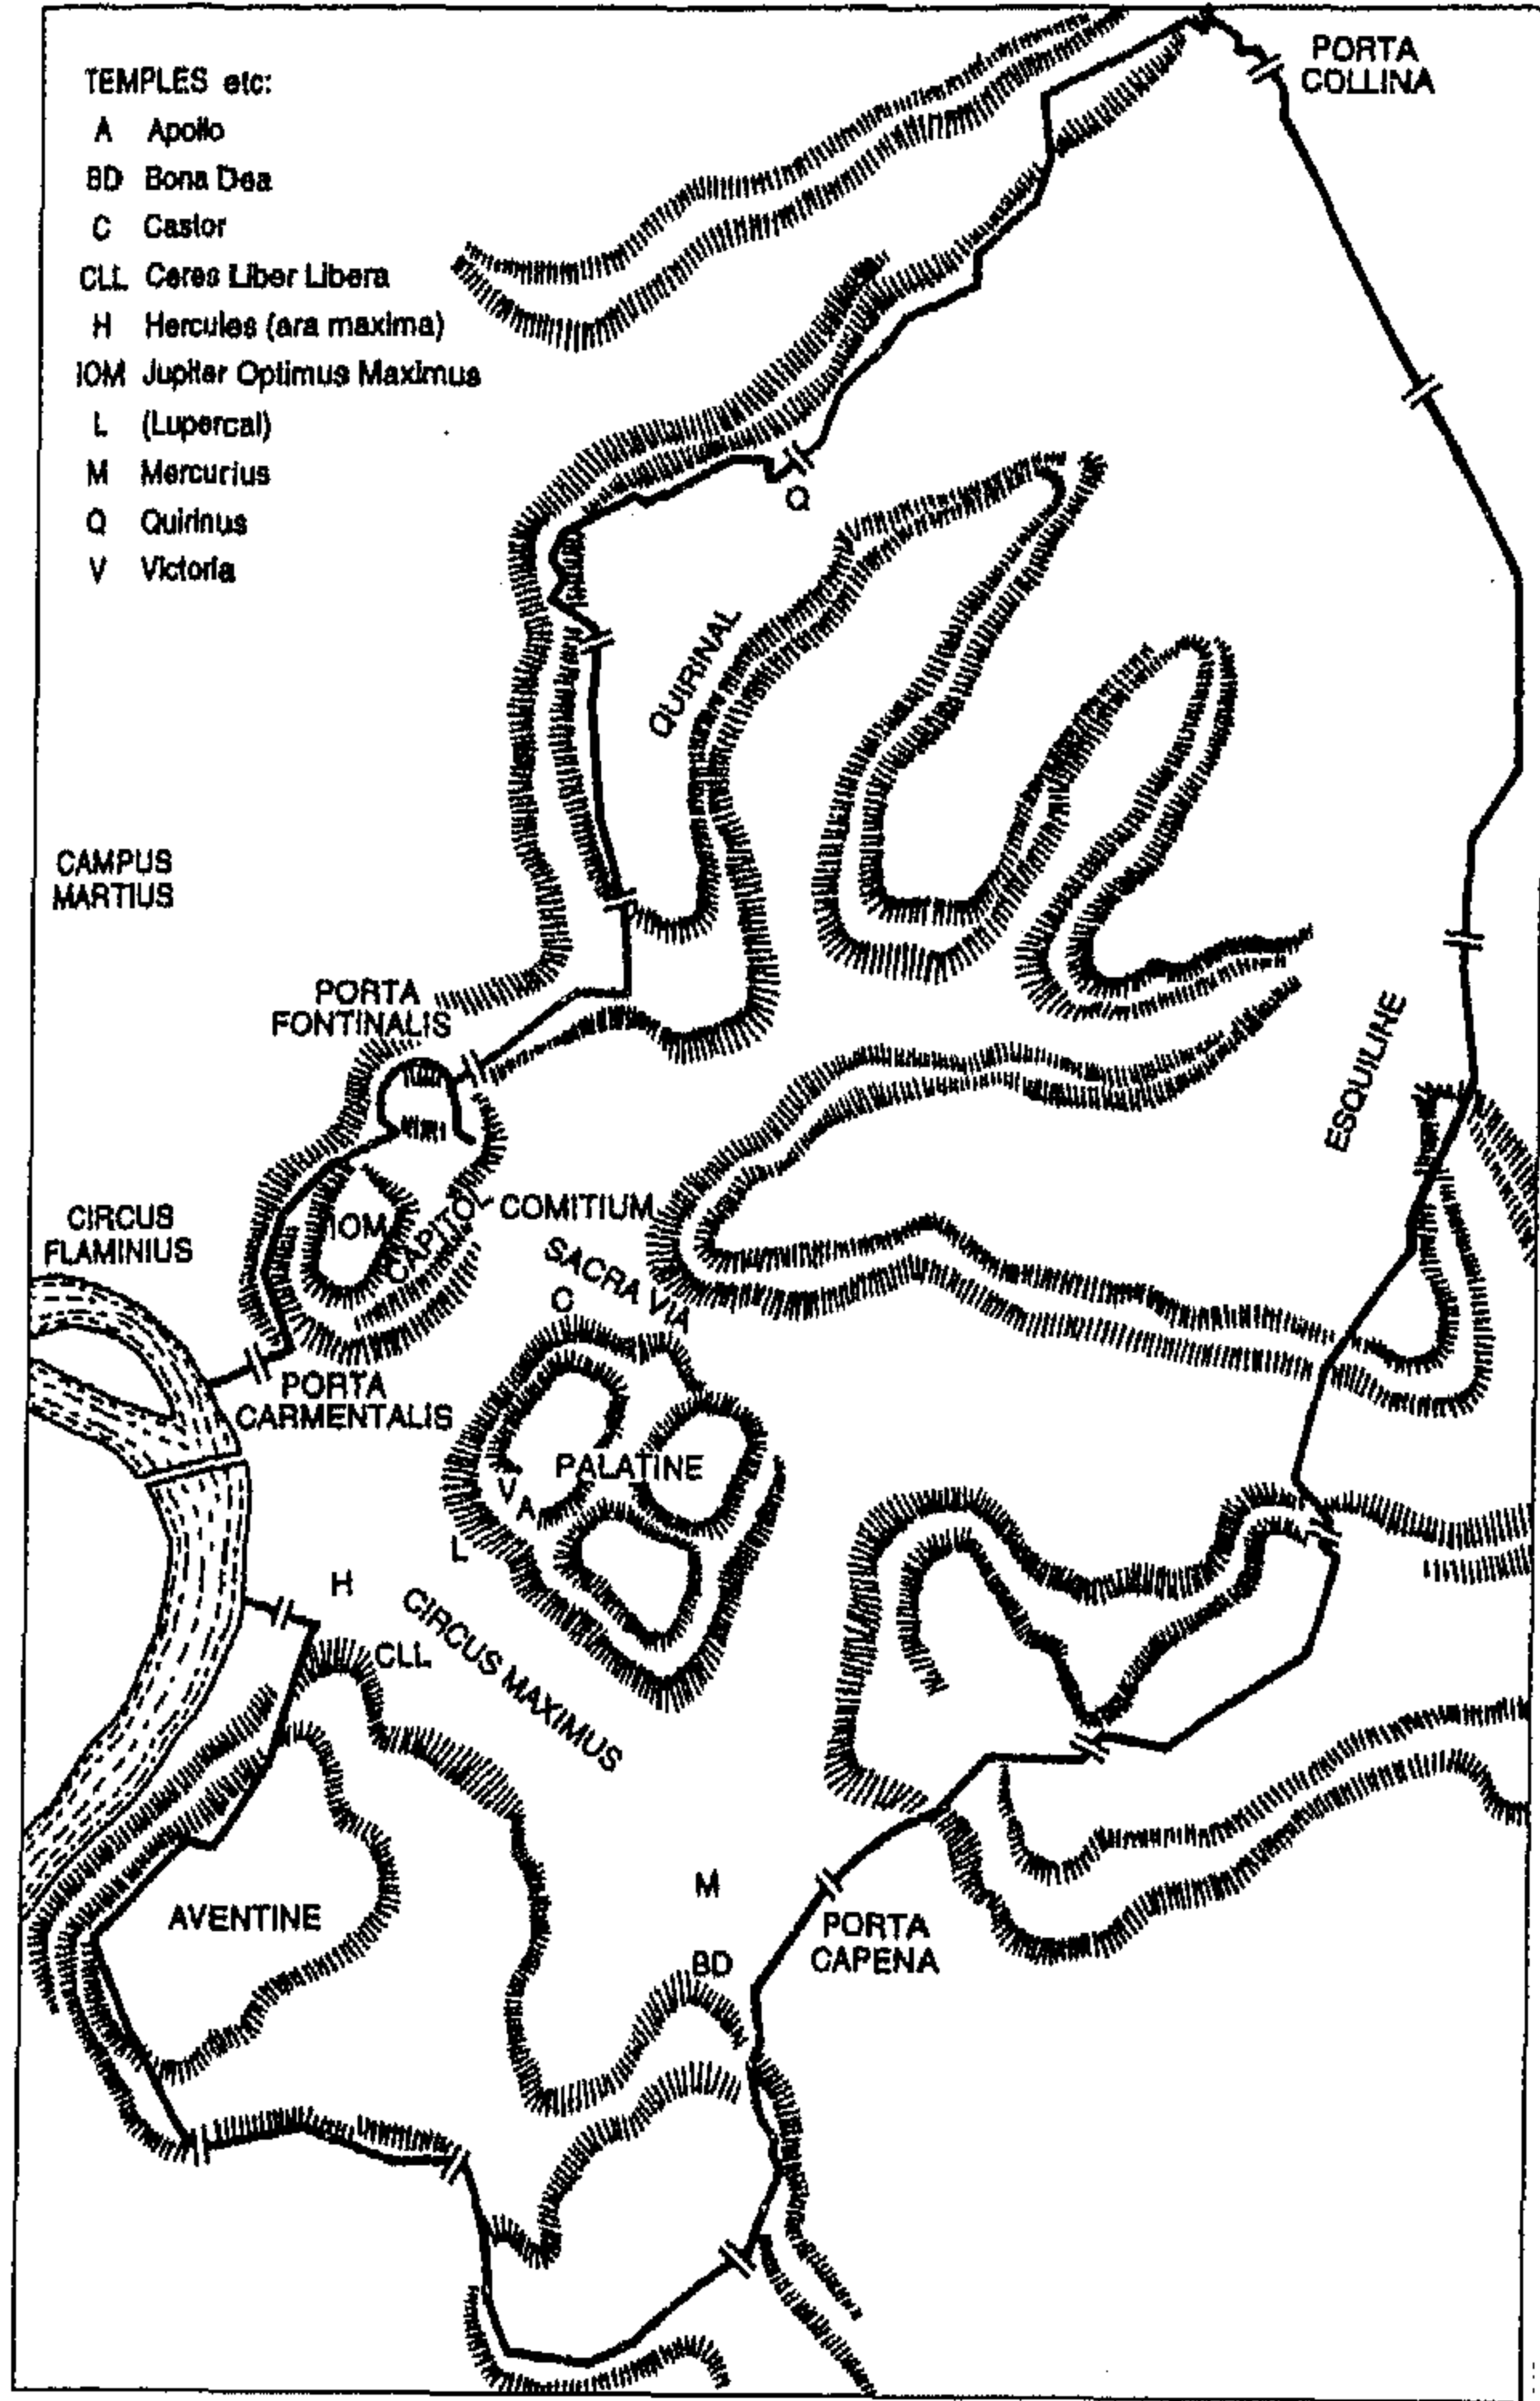 TEMPLES etc:
A Apollo
BD Bona Dea
C Castor
CLL Ceres Liber Libera
H Hercules (ara maxima)
IOM Jupiter Optimus Maximus
L (Lupercal)
M Mercurius
Q Quirinus
V Victoria
PORTA
COLLINA
Q
QUIRINAL
CAMPUS
MARTIUS
PORTA
FONTINALIS
ESQUILINE
IOM
CAPITOL
COMITIUM
CIRCUS
FLAMINIUS
SACRA VIA
C
PORTA
CARMENTALIS
PALATINE
V A
L
H
CIRCUS MAXIMUS
CLL
M
AVENTINE
PORTA
CAPENA
BD